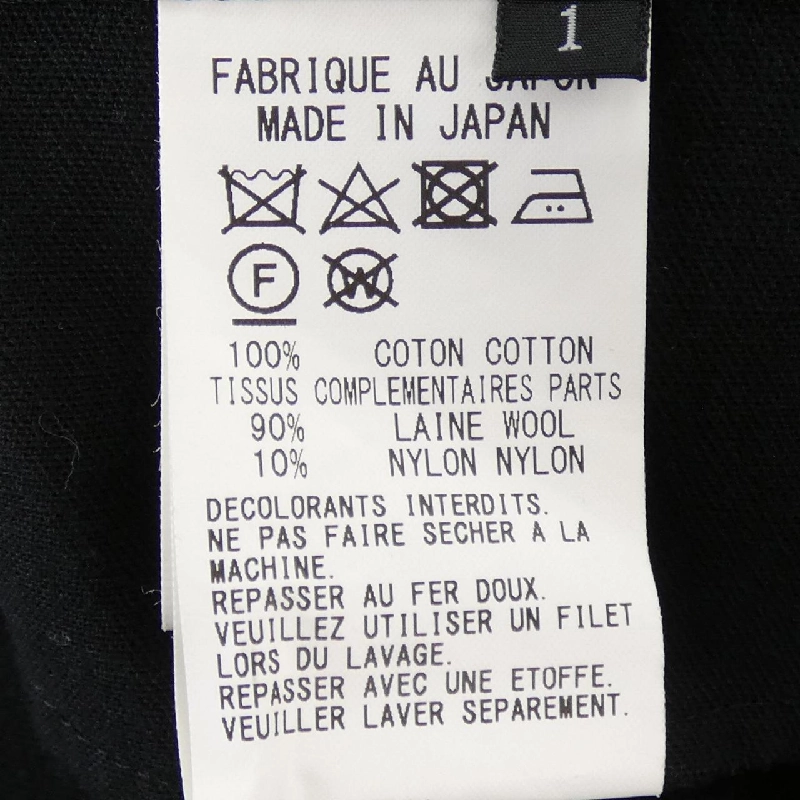 1
FABRIQUE AU JAPON
MADE IN JAPAN
F W
100% COTON COTTON
TISSUS COMPLEMENTAIRES PARTS
90% LAINE WOOL
10% NYLON NYLON
DECOLORANTS INTERDITS.
NE PAS FAIRE SECHER A LA
MACHINE.
REPASSER AU FER DOUX.
VEUILLEZ UTILISER UN FILET
LORS DU LAVAGE.
REPASSER AVEC UNE ETOFFE.
VEUILLER LAVER SEPAREMENT.